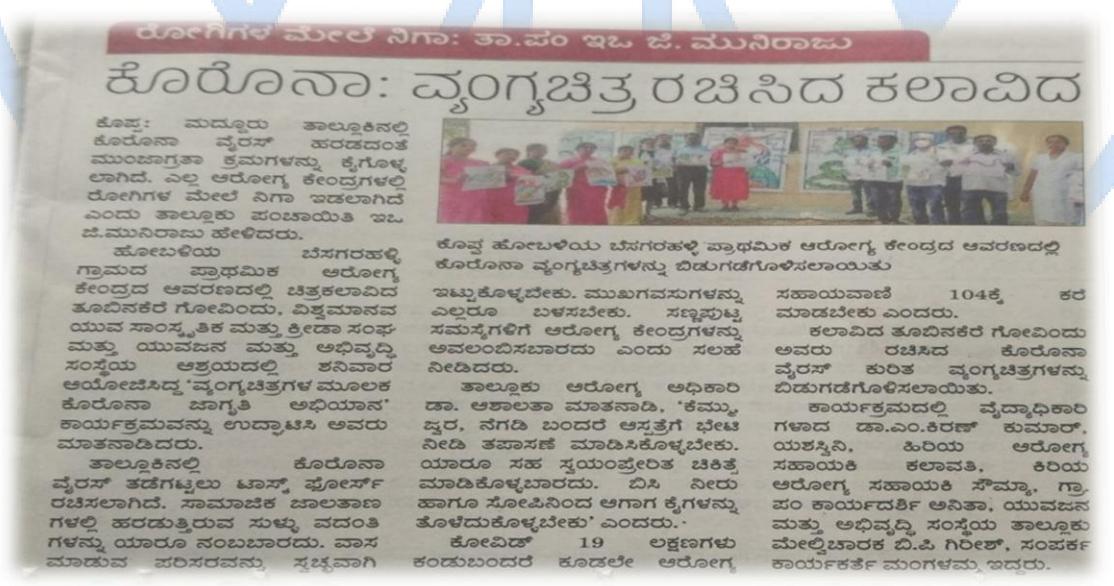 ರೋಗಿಗಳ ಮೇಲೆ ನಿಗಾ: ತಾ.ಪಂ ಇಒ ಜಿ. ಮುನಿರಾಜು
ಕೊರೊನಾ: ವ್ಯಂಗ್ಯಚಿತ್ರ ರಚಿಸಿದ ಕಲಾವಿದ
ಕೊಪ್ಪ: ಮದ್ದೂರು ತಾಲ್ಲೂಕಿನಲ್ಲಿ
ಕೊರೊನಾ ವೈರಸ್ ಹರಡದಂತೆ
ಮುಂಜಾಗ್ರತಾ ಕ್ರಮಗಳನ್ನು ಕೈಗೊಳ್ಳ
ಲಾಗಿದೆ. ಎಲ್ಲ ಆರೋಗ್ಯ ಕೇಂದ್ರಗಳಲ್ಲಿ
ರೋಗಿಗಳ ಮೇಲೆ ನಿಗಾ ಇಡಲಾಗಿದೆ
ಎಂದು ತಾಲ್ಲೂಕು ಪಂಚಾಯಿತಿ ಇಒ
ಜಿ.ಮುನಿರಾಜು ಹೇಳಿದರು.
ಹೋಬಳಿಯ ಬೆಸಗರಹಳ್ಳಿ
ಗ್ರಾಮದ ಪ್ರಾಥಮಿಕ ಆರೋಗ್ಯ
ಕೇಂದ್ರದ ಆವರಣದಲ್ಲಿ ಚಿತ್ರಕಲಾವಿದ
ತೂಬಿನಕೆರೆ ಗೋವಿಂದು, ವಿಶ್ವಮಾನವ
ಯುವ ಸಾಂಸ್ಕೃತಿಕ ಮತ್ತು ಕ್ರೀಡಾ ಸಂಘ
ಮತ್ತು ಯುವಜನ ಮತ್ತು ಅಭಿವೃದ್ಧಿ
ಸಂಸ್ಥೆಯ ಆಶ್ರಯದಲ್ಲಿ ಶನಿವಾರ
ಆಯೋಜಿಸಿದ್ದ 'ವ್ಯಂಗ್ಯಚಿತ್ರಗಳ ಮೂಲಕ
ಕೊರೊನಾ ಜಾಗೃತಿ ಅಭಿಯಾನ'
ಕಾರ್ಯಕ್ರಮವನ್ನು ಉದ್ಘಾಟಿಸಿ ಅವರು
ಮಾತನಾಡಿದರು.
ತಾಲ್ಲೂಕಿನಲ್ಲಿ ಕೊರೊನಾ
ವೈರಸ್ ತಡೆಗಟ್ಟಲು ಟಾಸ್ಕ್ ಫೋರ್ಸ್
ರಚಿಸಲಾಗಿದೆ. ಸಾಮಾಜಿಕ ಜಾಲತಾಣ
ಗಳಲ್ಲಿ ಹರಡುತ್ತಿರುವ ಸುಳ್ಳು ವದಂತಿ
ಗಳನ್ನು ಯಾರೂ ನಂಬಬಾರದು. ವಾಸ
ಮಾಡುವ ಪರಿಸರವನ್ನು ಸ್ವಚ್ಛವಾಗಿ
ಕೊಪ್ಪ ಹೋಬಳಿಯ ಬೆಸಗರಹಳ್ಳಿ ಪ್ರಾಥಮಿಕ ಆರೋಗ್ಯ ಕೇಂದ್ರದ ಆವರಣದಲ್ಲಿ
ಕೊರೊನಾ ವ್ಯಂಗ್ಯಚಿತ್ರಗಳನ್ನು ಬಿಡುಗಡೆಗೊಳಿಸಲಾಯಿತು
ಇಟ್ಟುಕೊಳ್ಳಬೇಕು. ಮುಖಗವಸುಗಳನ್ನು
ಎಲ್ಲರೂ ಬಳಸಬೇಕು. ಸಣ್ಣಪುಟ್ಟ
ಸಮಸ್ಯೆಗಳಿಗೆ ಆರೋಗ್ಯ ಕೇಂದ್ರಗಳನ್ನು
ಅವಲಂಬಿಸಬಾರದು ಎಂದು ಸಲಹೆ
ನೀಡಿದರು.
ತಾಲ್ಲೂಕು ಆರೋಗ್ಯ ಅಧಿಕಾರಿ
ಡಾ. ಆಶಾಲತಾ ಮಾತನಾಡಿ, 'ಕೆಮ್ಮು,
ಜ್ವರ, ನೆಗಡಿ ಬಂದರೆ ಆಸ್ಪತ್ರೆಗೆ ಭೇಟಿ
ನೀಡಿ ತಪಾಸಣೆ ಮಾಡಿಸಿಕೊಳ್ಳಬೇಕು.
ಯಾರೂ ಸಹ ಸ್ವಯಂಪ್ರೇರಿತ ಚಿಕಿತ್ಸೆ
ಮಾಡಿಕೊಳ್ಳಬಾರದು. ಬಿಸಿ ನೀರು
ಹಾಗೂ ಸೋಪಿನಿಂದ ಆಗಾಗ ಕೈಗಳನ್ನು
ತೊಳೆದುಕೊಳ್ಳಬೇಕು' ಎಂದರು.
ಕೋವಿಡ್ 19 ಲಕ್ಷಣಗಳು
ಕಂಡುಬಂದರೆ ಕೂಡಲೇ ಆರೋಗ್ಯ
ಸಹಾಯವಾಣಿ 104ಕ್ಕೆ ಕರೆ
ಮಾಡಬೇಕು ಎಂದರು.
ಕಲಾವಿದ ತೂಬಿನಕೆರೆ ಗೋವಿಂದು
ಅವರು ರಚಿಸಿದ ಕೊರೊನಾ
ವೈರಸ್ ಕುರಿತ ವ್ಯಂಗ್ಯಚಿತ್ರಗಳನ್ನು
ಬಿಡುಗಡೆಗೊಳಿಸಲಾಯಿತು.
ಕಾರ್ಯಕ್ರಮದಲ್ಲಿ ವೈದ್ಯಾಧಿಕಾರಿ
ಗಳಾದ ಡಾ.ಎಂ.ಕಿರಣ್ ಕುಮಾರ್,
ಯಶಸ್ವಿನಿ, ಹಿರಿಯ ಆರೋಗ್ಯ
ಸಹಾಯಕಿ ಕಲಾವತಿ, ಕಿರಿಯ
ಆರೋಗ್ಯ ಸಹಾಯಕಿ ಸೌಮ್ಯಾ, ಗ್ರಾ.
ಪಂ ಕಾರ್ಯದರ್ಶಿ ಅನಿತಾ, ಯುವಜನ
ಮತ್ತು ಅಭಿವೃದ್ಧಿ ಸಂಸ್ಥೆಯ ತಾಲ್ಲೂಕು
ಮೇಲ್ವಿಚಾರಕ ಬಿ.ಪಿ ಗಿರೀಶ್, ಸಂಪರ್ಕ
ಕಾರ್ಯಕರ್ತೆ ಮಂಗಳಮ್ಮ ಇದ್ದರು.